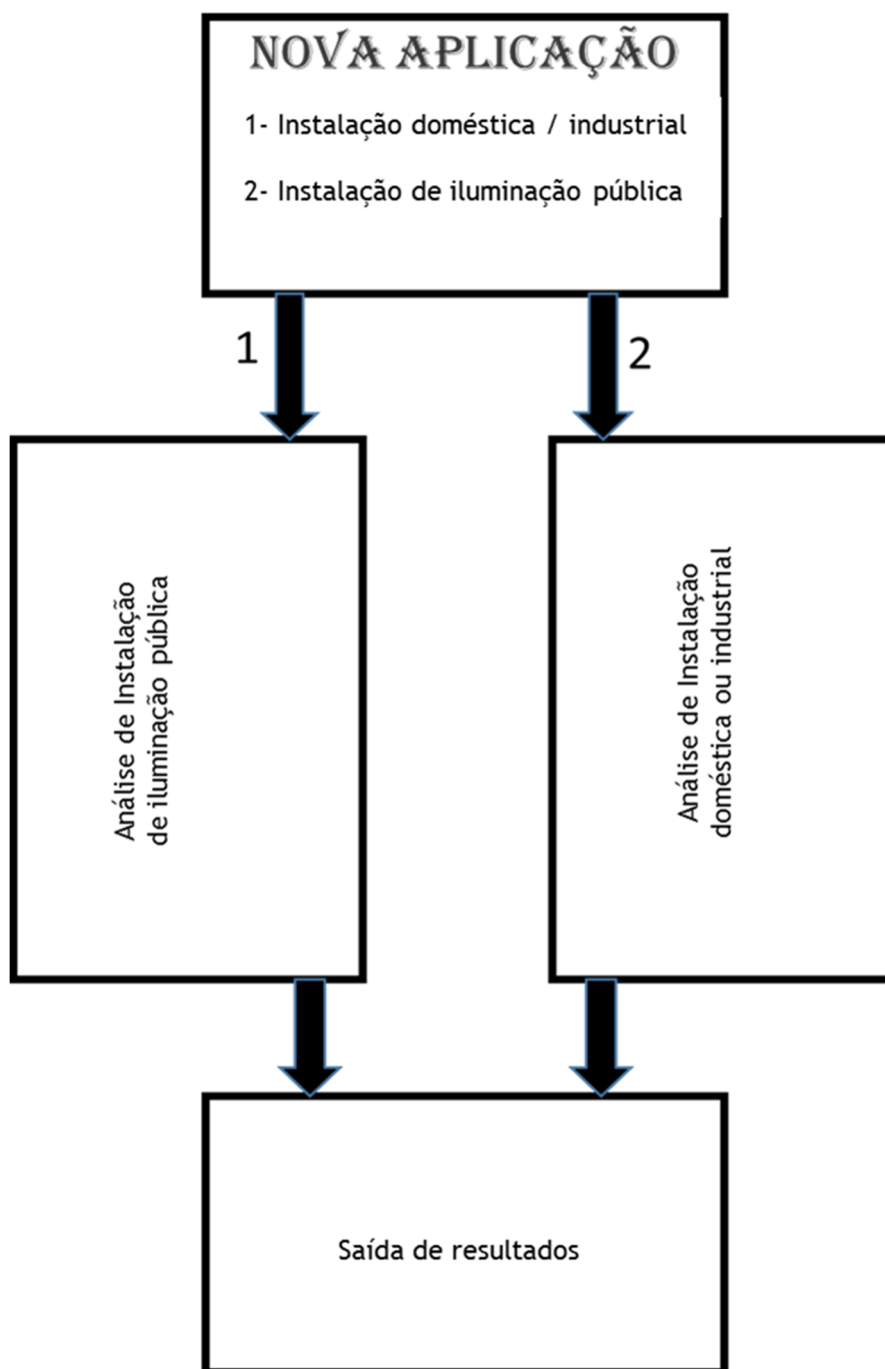 NOVA APLICAÇÃO
1- Instalação doméstica / industrial
2- Instalação de iluminação pública
1
2
Análise de Instalação
de iluminação pública
Análise de Instalação
doméstica ou industrial
Saída de resultados